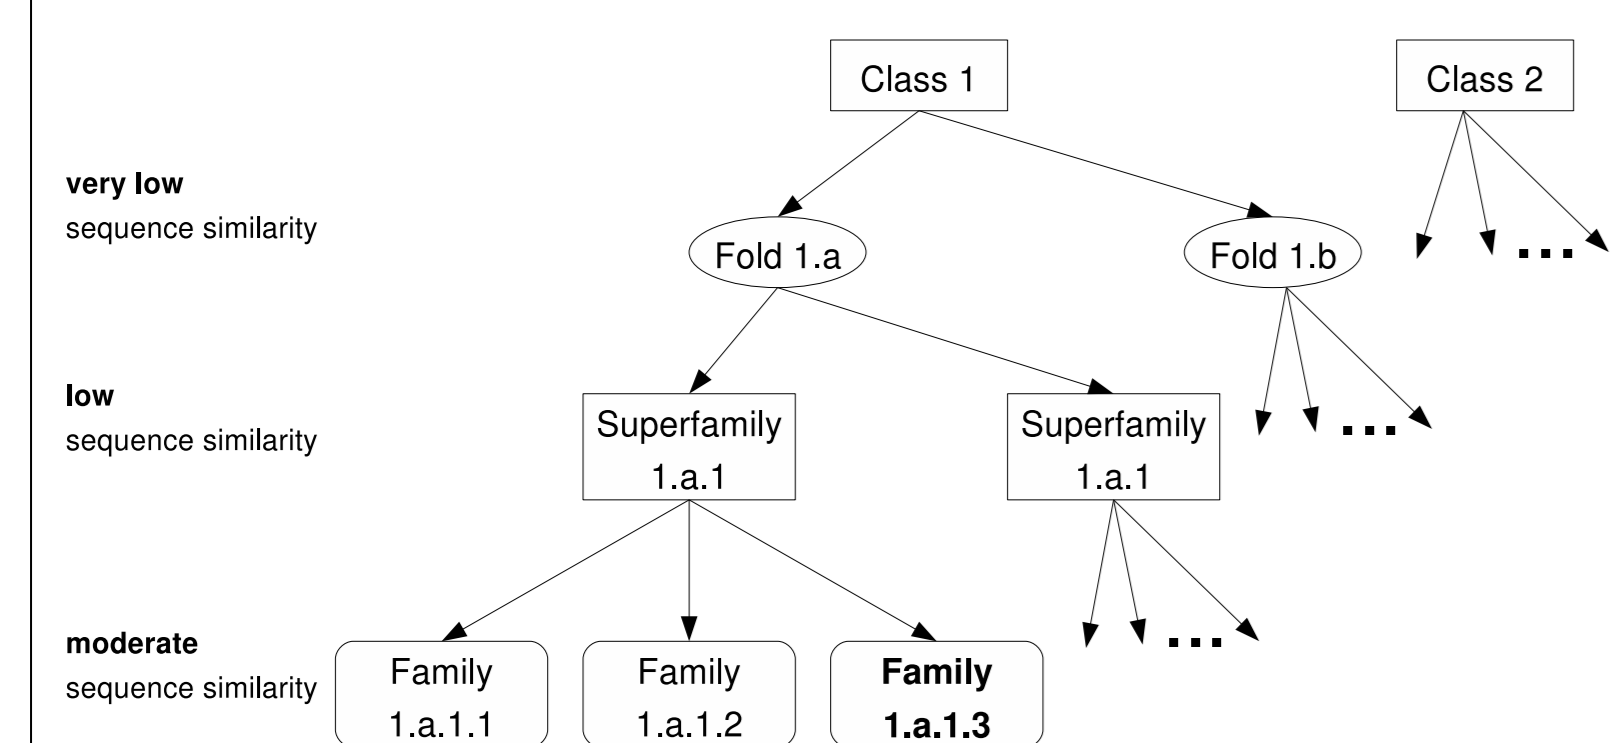 Class 1
Class 2
very low
sequence similarity
Fold 1.a
Fold 1.b
...
low
sequence similarity
Superfamily
1.a.1
Superfamily
1.a.1
...
moderate
sequence similarity
Family
1.a.1.1
Family
1.a.1.2
Family
1.a.1.3
...